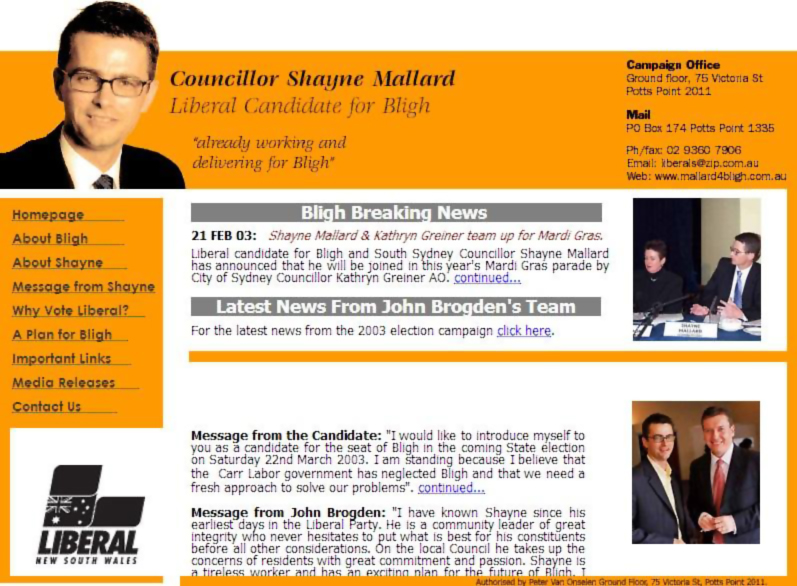 Councillor Shayne Mallard
Liberal Candidate for Bligh
"already working and
delivering for Bligh"
Campaign Office
Ground floor, 75 Victoria St
Potts Point 2011
Mail
PO Box 174 Potts Point 1335
Ph/fax: 02 9360 7906
Email: liberals@zip.com.au
Web: www.mallard4bligh.com.au
Homepage
About Bligh
About Shayne
Message from Shayne
Why Vote Liberal?
A Plan for Bligh
Important Links
Media Releases
Contact Us
LIBERAL
NEW SOUTH WALES
Bligh Breaking News
21 FEB 03: Shayne Mallard & Kathryn Greiner team up for Mardi Gras.
Liberal candidate for Bligh and South Sydney Councillor Shayne Mallard
has announced that he will be joined in this year's Mardi Gras parade by
City of Sydney Councillor Kathryn Greiner AO. continued...
Latest News From John Brogden's Team
For the latest news from the 2003 election campaign click here.
SHAYNE
MALLARD
Message from the Candidate: "I would like to introduce myself to
you as a candidate for the seat of Bligh in the coming State election
on Saturday 22nd March 2003. I am standing because I believe that
the Carr Labor government has neglected Bligh and that we need a
fresh approach to solve our problems". continued...
Message from John Brogden: "I have known Shayne since his
earliest days in the Liberal Party. He is a community leader of great
integrity who never hesitates to put what is best for his constituents
before all other considerations. On the local Council he takes up the
concerns of residents with great commitment and passion. Shayne is
a tireless worker and has an exciting plan for the future of Bligh. I
Authorised by Peter Van Onselen Ground Floor, 75 Victoria St, Potts Point 2011.